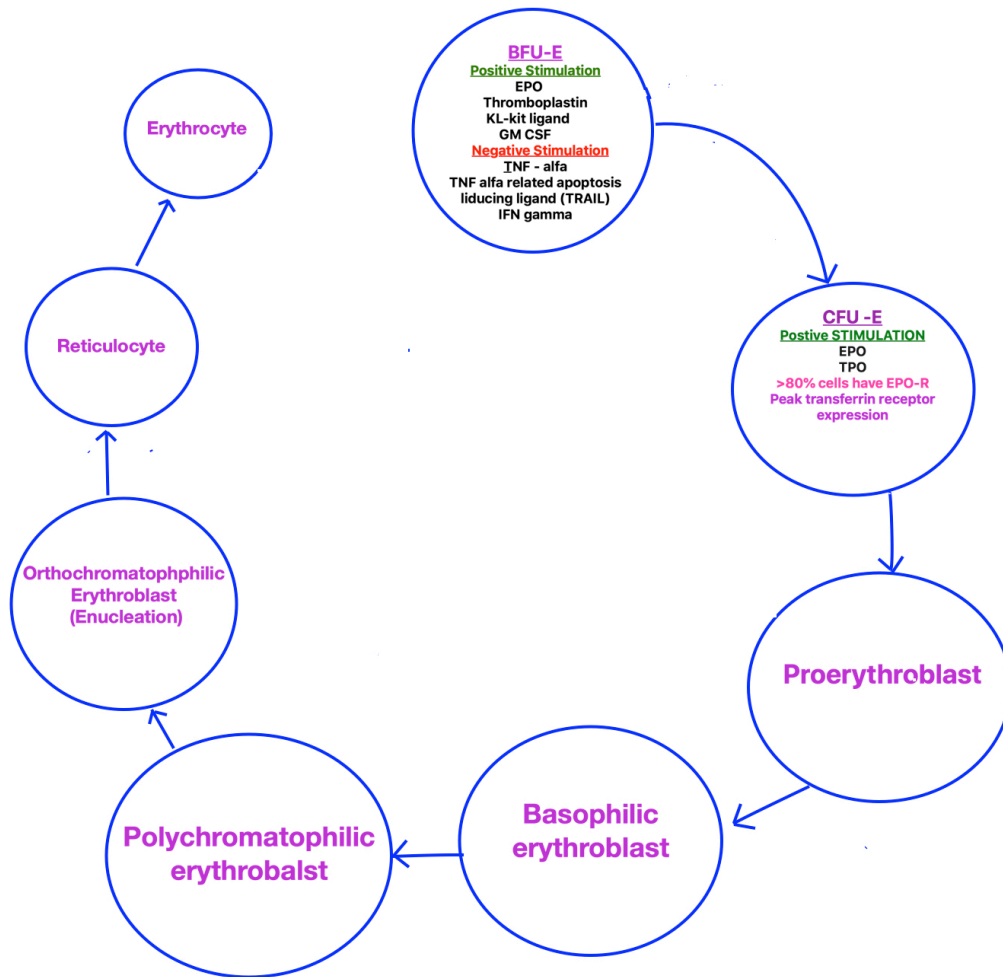 BFU-E
Positive Stimulation
EPO
Thromboplastin
KL-kit ligand
GM CSF
Negative Stimulation
TNF - alfa
TNF alfa related apoptosis
liducing ligand (TRAIL)
IFN gamma
CFU -E
Postive STIMULATION
EPO
TPO
>80% cells have EPO-R
Peak transferrin receptor
expression
Proerythroblast
Basophilic
erythroblast
Polychromatophilic
erythrobalst
Orthochromatophphilic
Erythroblast
(Enucleation)
Reticulocyte
Erythrocyte